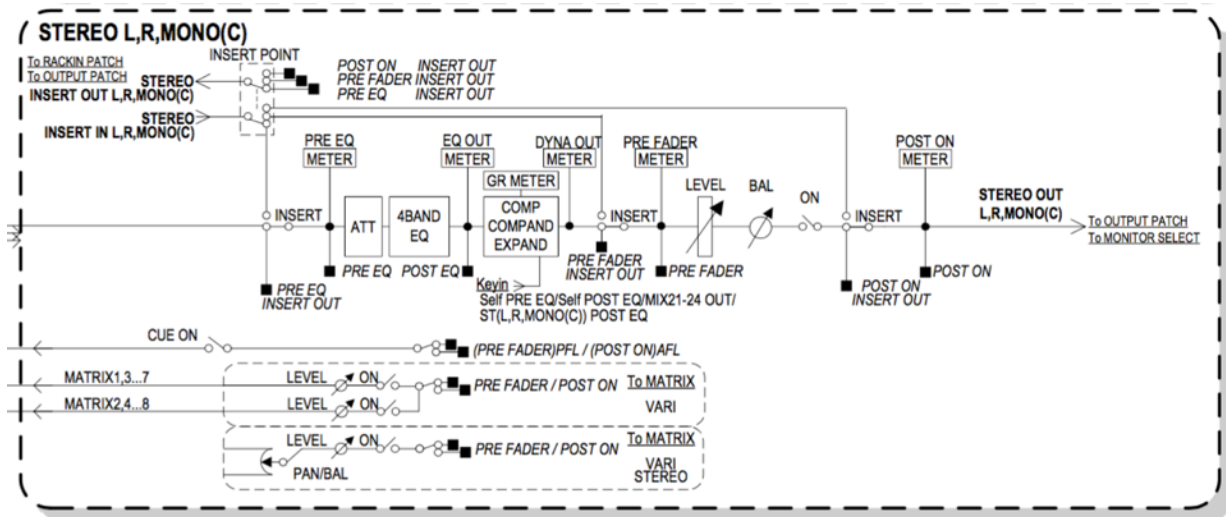 STEREO L,R,MONO(C)
INSERT POINT
To RACKIN PATCH
To OUTPUT PATCH
STEREO
INSERT OUT L,R,MONO(C)
STEREO
INSERT IN L,R,MONO(C)
POST ON INSERT OUT
PRE FADER INSERT OUT
PRE EQ INSERT OUT
PRE EQ
METER
EQ OUT
METER
DYNA OUT
METER
PRE FADER
METER
POST ON
METER
GR METER
LEVEL
BAL
ON
INSERT
ATT
4BAND
EQ
COMP
COMPAND
EXPAND
INSERT
INSERT
STEREO OUT
L,R,MONO(C)
To OUTPUT PATCH
To MONITOR SELECT
PRE EQ
INSERT OUT
PRE EQ
POST EQ
PRE FADER
INSERT OUT
PRE FADER
POST ON
INSERT OUT
POST ON
Keyin
Self PRE EQ/Self POST EQ/MIX21-24 OUT/
ST(L,R,MONO(C)) POST EQ
CUE ON
(PRE FADER)PFL / (POST ON)AFL
MATRIX1,3...7
LEVEL
ON
PRE FADER / POST ON
To MATRIX
MATRIX2,4...8
LEVEL
ON
VARI
LEVEL
ON
PRE FADER / POST ON
To MATRIX
PAN/BAL
VARI
STEREO